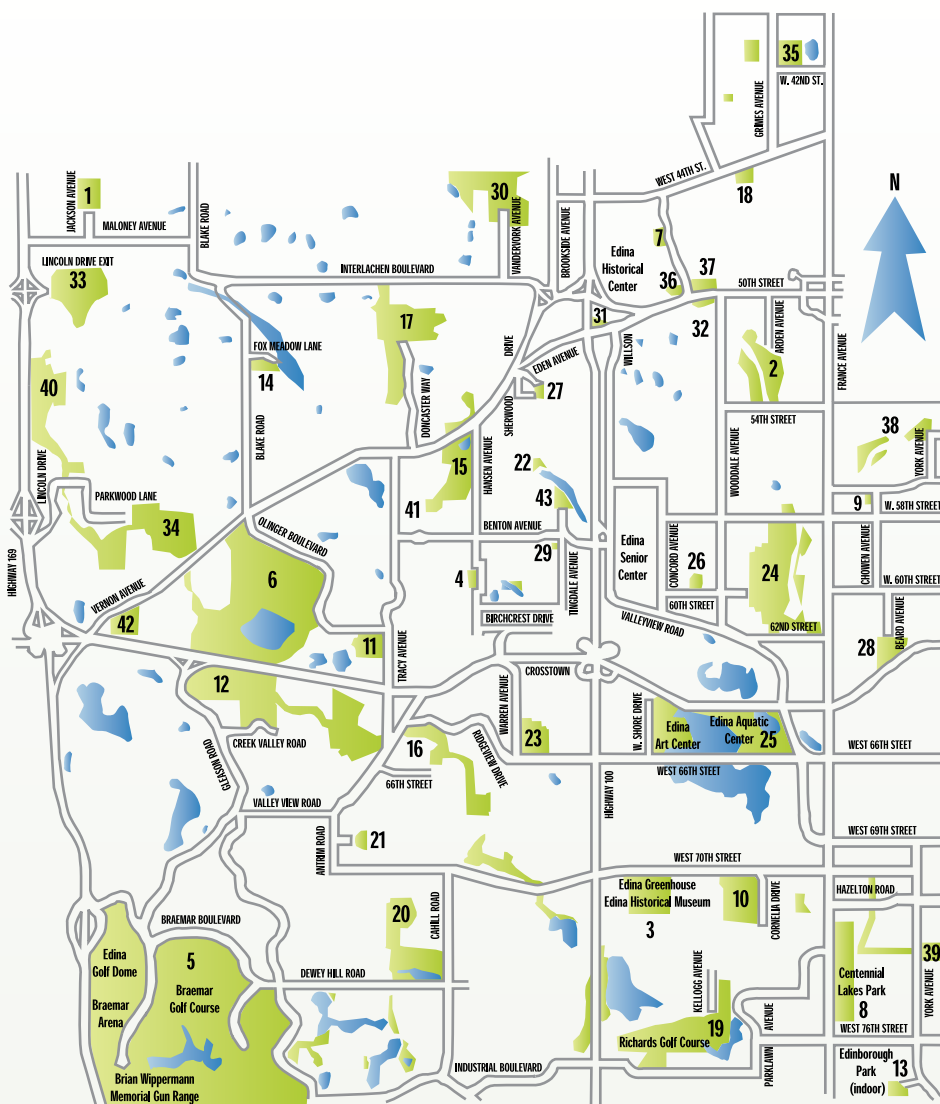 35
W. 42ND ST.
GRIMES AVENUE
WEST 44TH ST.
18
N
JACKSON AVENUE
1
MALONEY AVENUE
BLAKE ROAD
30
VANDERVORK AVENUE
BROOKSIDE AVENUE
7
Edina
Historical
Center
36
37
50TH STREET
LINCOLN DRIVE EXIT
33
INTERLACHEN BOULEVARD
17
31
32
WILLSON
ARDEN AVENUE
2
FRANCE AVENUE
FOX MEADOW LANE
14
40
DONCASTER WAY
SHERWOOD
DRIVE
EDEN AVENUE
27
54TH STREET
38
YORK AVENUE
BLAKE ROAD
LINCOLN DRIVE
PARKWOOD LANE
34
15
HANSEN AVENUE
22
43
41
BENTON AVENUE
WOODDALE AVENUE
9
W. 58TH STREET
HIGHWAY 169
VERNON AVENUE
42
OLINGER BOULEVARD
6
4
29
TINGDALE AVENUE
Edina
Senior
Center
CONCORD AVENUE
26
24
CHOWEN AVENUE
W. 60TH STREET
60TH STREET
BIRCHCREST DRIVE
VALLEYVIEW ROAD
62ND STREET
BEARD AVENUE
28
11
TRACY AVENUE
CROSSTOWN
12
CREEK VALLEY ROAD
GLEASON ROAD
WARREN AVENUE
23
W. SHORE DRIVE
Edina
Art Center
Edina Aquatic
Center
25
WEST 66TH STEET
WEST 66TH STEET
16
RIDGEVIEW DRIVE
66TH STREET
HIGHWAY 100
VALLEY VIEW ROAD
21
ANTRIM ROAD
WEST 69TH STREET
WEST 70TH STREET
Edina Greenhouse
Edina Historical Museum
3
10
CORNELIA DRIVE
HAZELTON ROAD
20
CAHILL ROAD
BRAEMAR BOULEVARD
5
Edina
Golf Dome
Braemar
Arena
Braemar
Golf Course
DEWEY HILL ROAD
KELLOGG AVENUE
39
YORK AVENUE
Centennial
Lakes Park
8
19
Richards Golf Course
AVENUE
PARKLAWN
WEST 76TH STREET
INDUSTRIAL BOULEVARD
Brian Wippermann
Memorial Gun Range
Edinborough
Park
(indoor)
13